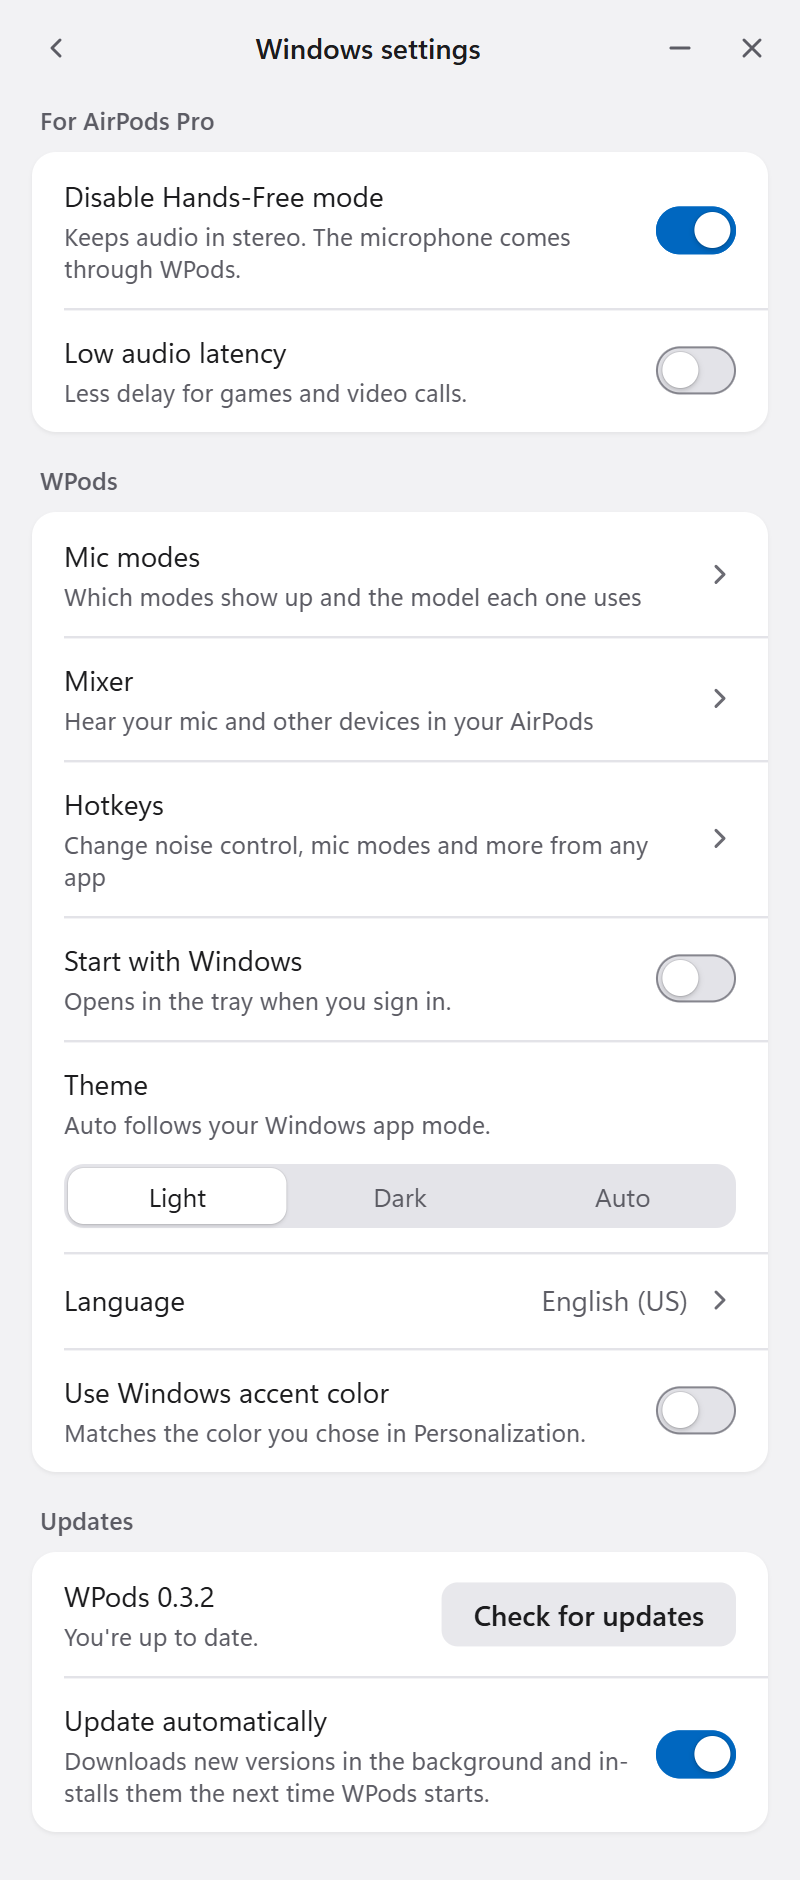 Windows settings
For AirPods Pro
Disable Hands-Free mode
Keeps audio in stereo. The microphone comes
through WPods.
Low audio latency
Less delay for games and video calls.
WPods
Mic modes
Which modes show up and the model each one uses
Mixer
Hear your mic and other devices in your AirPods
Hotkeys
Change noise control, mic modes and more from any
app
Start with Windows
Opens in the tray when you sign in.
Theme
Auto follows your Windows app mode.
Light Dark Auto
Language English (US)
Use Windows accent color
Matches the color you chose in Personalization.
Updates
WPods 0.3.2
You're up to date.
Check for updates
Update automatically
Downloads new versions in the background and in-
stalls them the next time WPods starts.